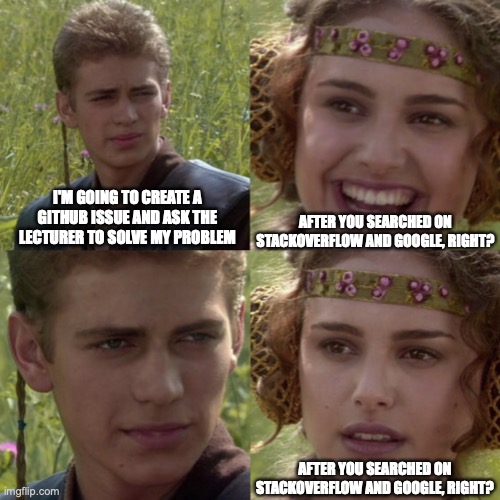 I'M GOING TO CREATE A
GITHUB ISSUE AND ASK THE
LECTURER TO SOLVE MY PROBLEM
AFTER YOU SEARCHED ON
STACKOVERFLOW AND GOOGLE, RIGHT?
AFTER YOU SEARCHED ON
STACKOVERFLOW AND GOOGLE, RIGHT?
imgflip.com